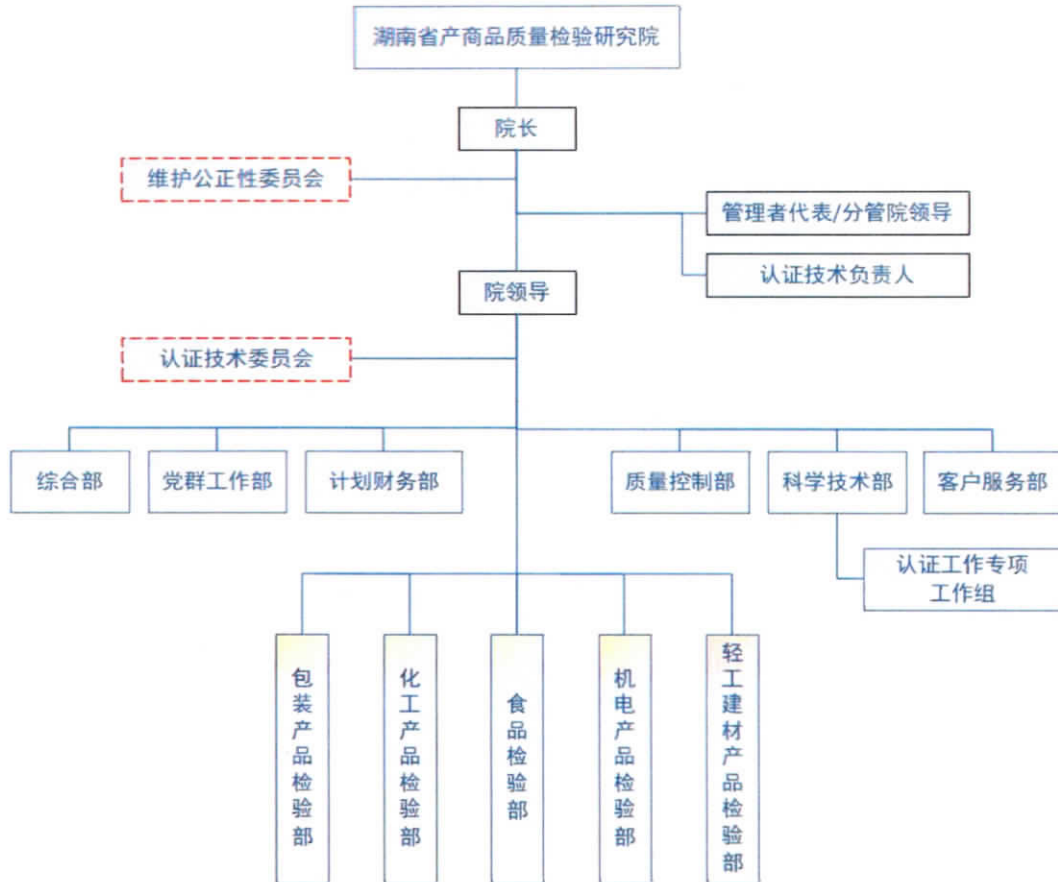 湖南省产商品质量检验研究院
院长
维护公正性委员会
管理者代表/分管院领导
认证技术负责人
院领导
认证技术委员会
综合部
党群工作部
计划财务部
质量控制部
科学技术部
客户服务部
认证工作专项
工作组
包装产品检验部
化工产品检验部
食品检验部
机电产品检验部
轻工建材产品检验部